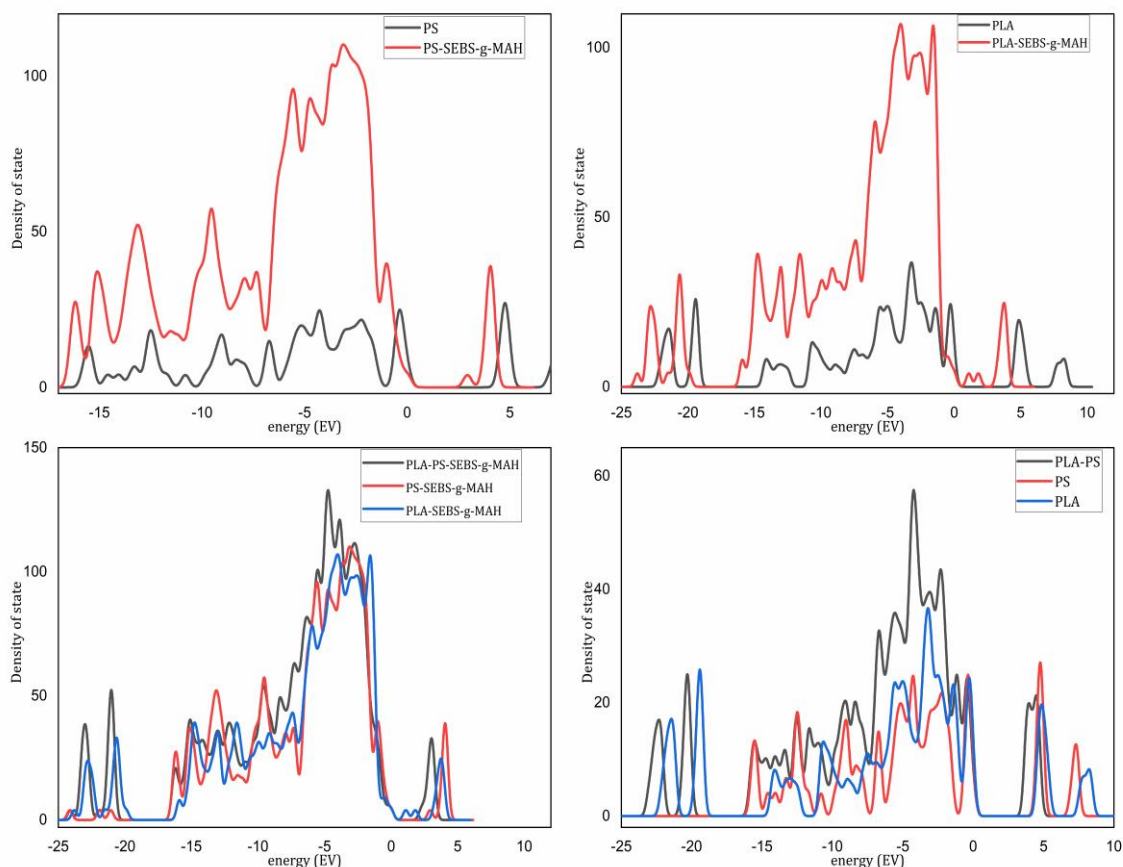 PS
PS-SEBS-g-MAH
Density of state
100
50
0
-15
-10
-5
0
5
energy (EV)
PLA
PLA-SEBS-g-MAH
Density of state
100
50
0
-25
-20
-15
-10
-5
0
5
10
energy (EV)
PLA-PS-SEBS-g-MAH
PS-SEBS-g-MAH
PLA-SEBS-g-MAH
Density of state
150
100
50
0
-25
-20
-15
-10
-5
0
5
10
energy (EV)
PLA-PS
PS
PLA
Density of state
60
40
20
0
-25
-20
-15
-10
-5
0
5
10
energy (EV)